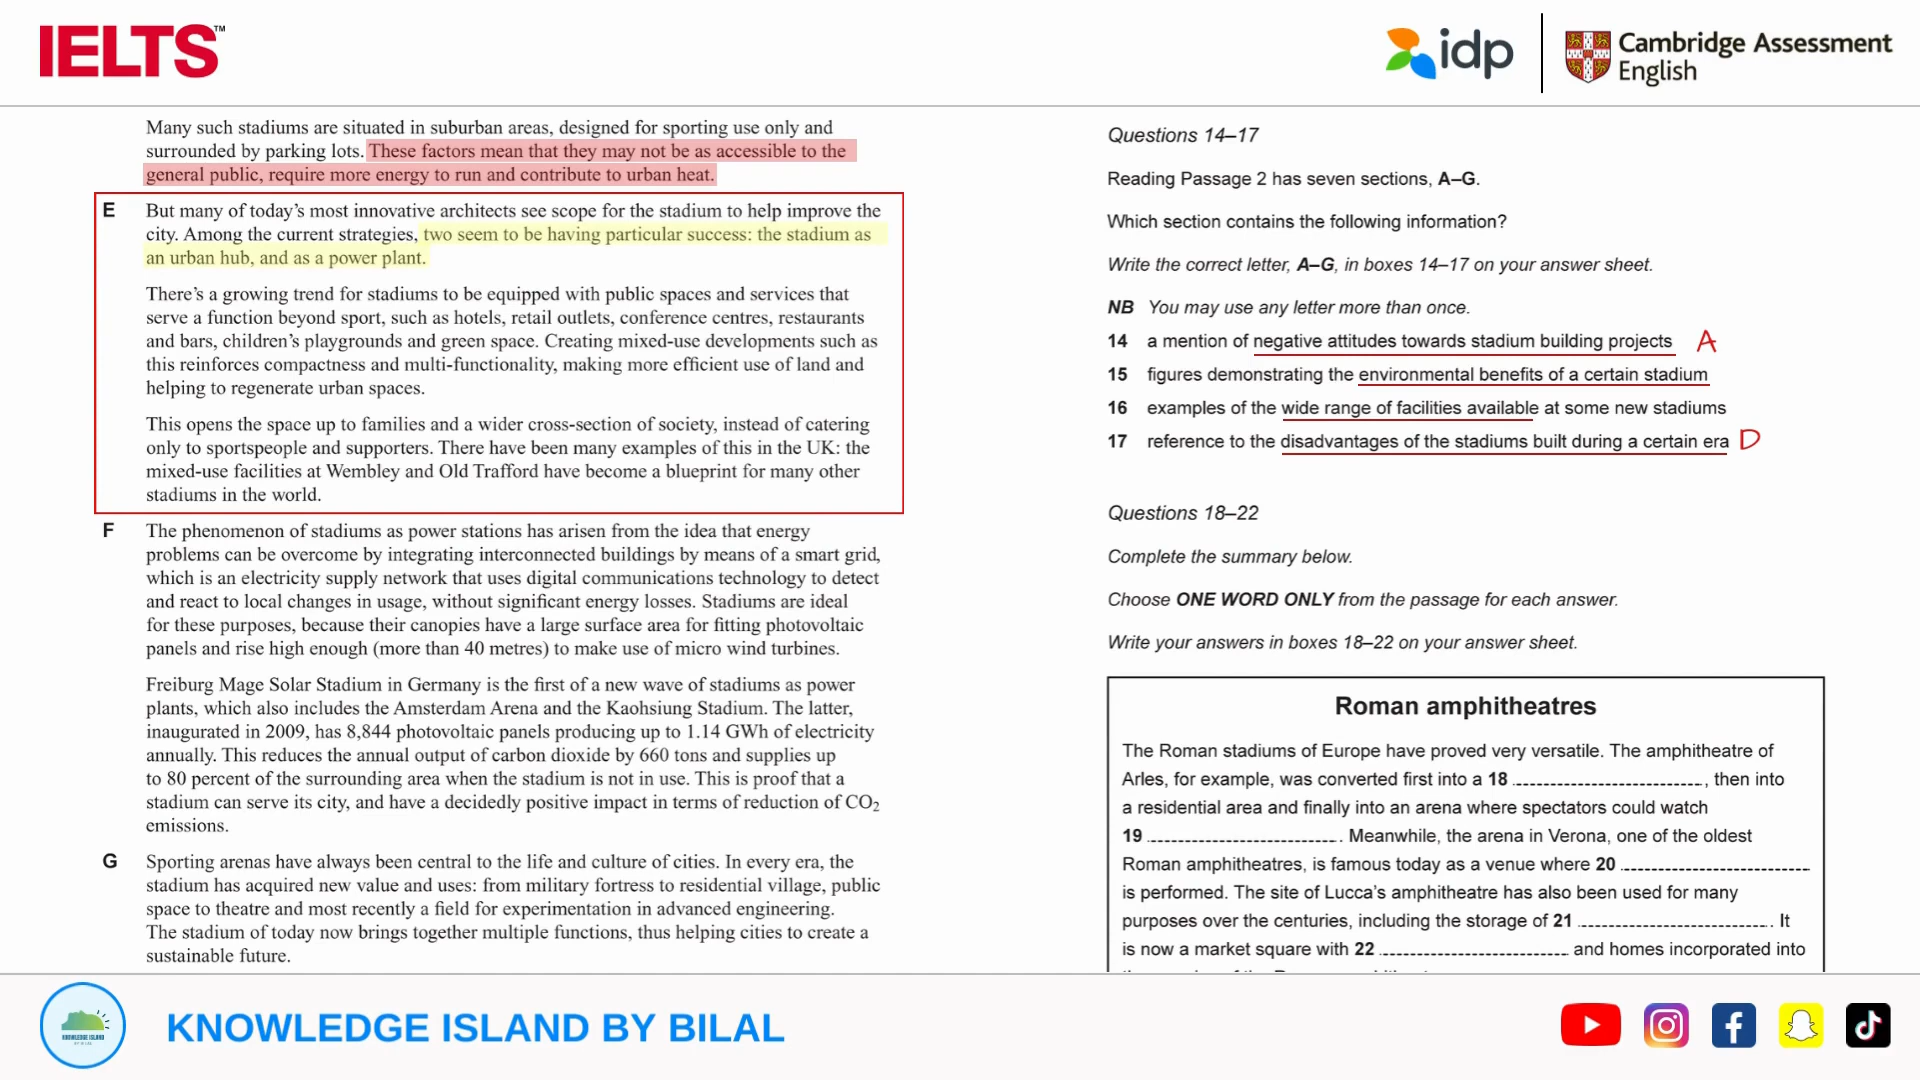 IELTS™
idp
Cambridge Assessment
English
Many such stadiums are situated in suburban areas, designed for sporting use only and
surrounded by parking lots. These factors mean that they may not be as accessible to the
general public, require more energy to run and contribute to urban heat.
E But many of today's most innovative architects see scope for the stadium to help improve the
city. Among the current strategies, two seem to be having particular success: the stadium as
an urban hub, and as a power plant.
There's a growing trend for stadiums to be equipped with public spaces and services that
serve a function beyond sport, such as hotels, retail outlets, conference centres, restaurants
and bars, children's playgrounds and green space. Creating mixed-use developments such as
this reinforces compactness and multi-functionality, making more efficient use of land and
helping to regenerate urban spaces.
This opens the space up to families and a wider cross-section of society, instead of catering
only to sportspeople and supporters. There have been many examples of this in the UK: the
mixed-use facilities at Wembley and Old Trafford have become a blueprint for many other
stadiums in the world.
F The phenomenon of stadiums as power stations has arisen from the idea that energy
problems can be overcome by integrating interconnected buildings by means of a smart grid,
which is an electricity supply network that uses digital communications technology to detect
and react to local changes in usage, without significant energy losses. Stadiums are ideal
for these purposes, because their canopies have a large surface area for fitting photovoltaic
panels and rise high enough (more than 40 metres) to make use of micro wind turbines.
Freiburg Mage Solar Stadium in Germany is the first of a new wave of stadiums as power
plants, which also includes the Amsterdam Arena and the Kaohsiung Stadium. The latter,
inaugurated in 2009, has 8,844 photovoltaic panels producing up to 1.14 GWh of electricity
annually. This reduces the annual output of carbon dioxide by 660 tons and supplies up
to 80 percent of the surrounding area when the stadium is not in use. This is proof that a
stadium can serve its city, and have a decidedly positive impact in terms of reduction of CO₂
emissions.
G Sporting arenas have always been central to the life and culture of cities. In every era, the
stadium has acquired new value and uses: from military fortress to residential village, public
space to theatre and most recently a field for experimentation in advanced engineering.
The stadium of today now brings together multiple functions, thus helping cities to create a
sustainable future.
Questions 14–17
Reading Passage 2 has seven sections, A–G.
Which section contains the following information?
Write the correct letter, A–G, in boxes 14–17 on your answer sheet.
NB You may use any letter more than once.
14 a mention of negative attitudes towards stadium building projects A
15 figures demonstrating the environmental benefits of a certain stadium
16 examples of the wide range of facilities available at some new stadiums
17 reference to the disadvantages of the stadiums built during a certain era D
Questions 18–22
Complete the summary below.
Choose ONE WORD ONLY from the passage for each answer.
Write your answers in boxes 18–22 on your answer sheet.
Roman amphitheatres
The Roman stadiums of Europe have proved very versatile. The amphitheatre of
Arles, for example, was converted first into a 18 ........................, then into
a residential area and finally into an arena where spectators could watch
19 ........................ . Meanwhile, the arena in Verona, one of the oldest
Roman amphitheatres, is famous today as a venue where 20 ........................
is performed. The site of Lucca's amphitheatre has also been used for many
purposes over the centuries, including the storage of 21 ........................ . It
is now a market square with 22 ........................ and homes incorporated into
KNOWLEDGE ISLAND BY BILAL
KNOWLEDGE ISLAND